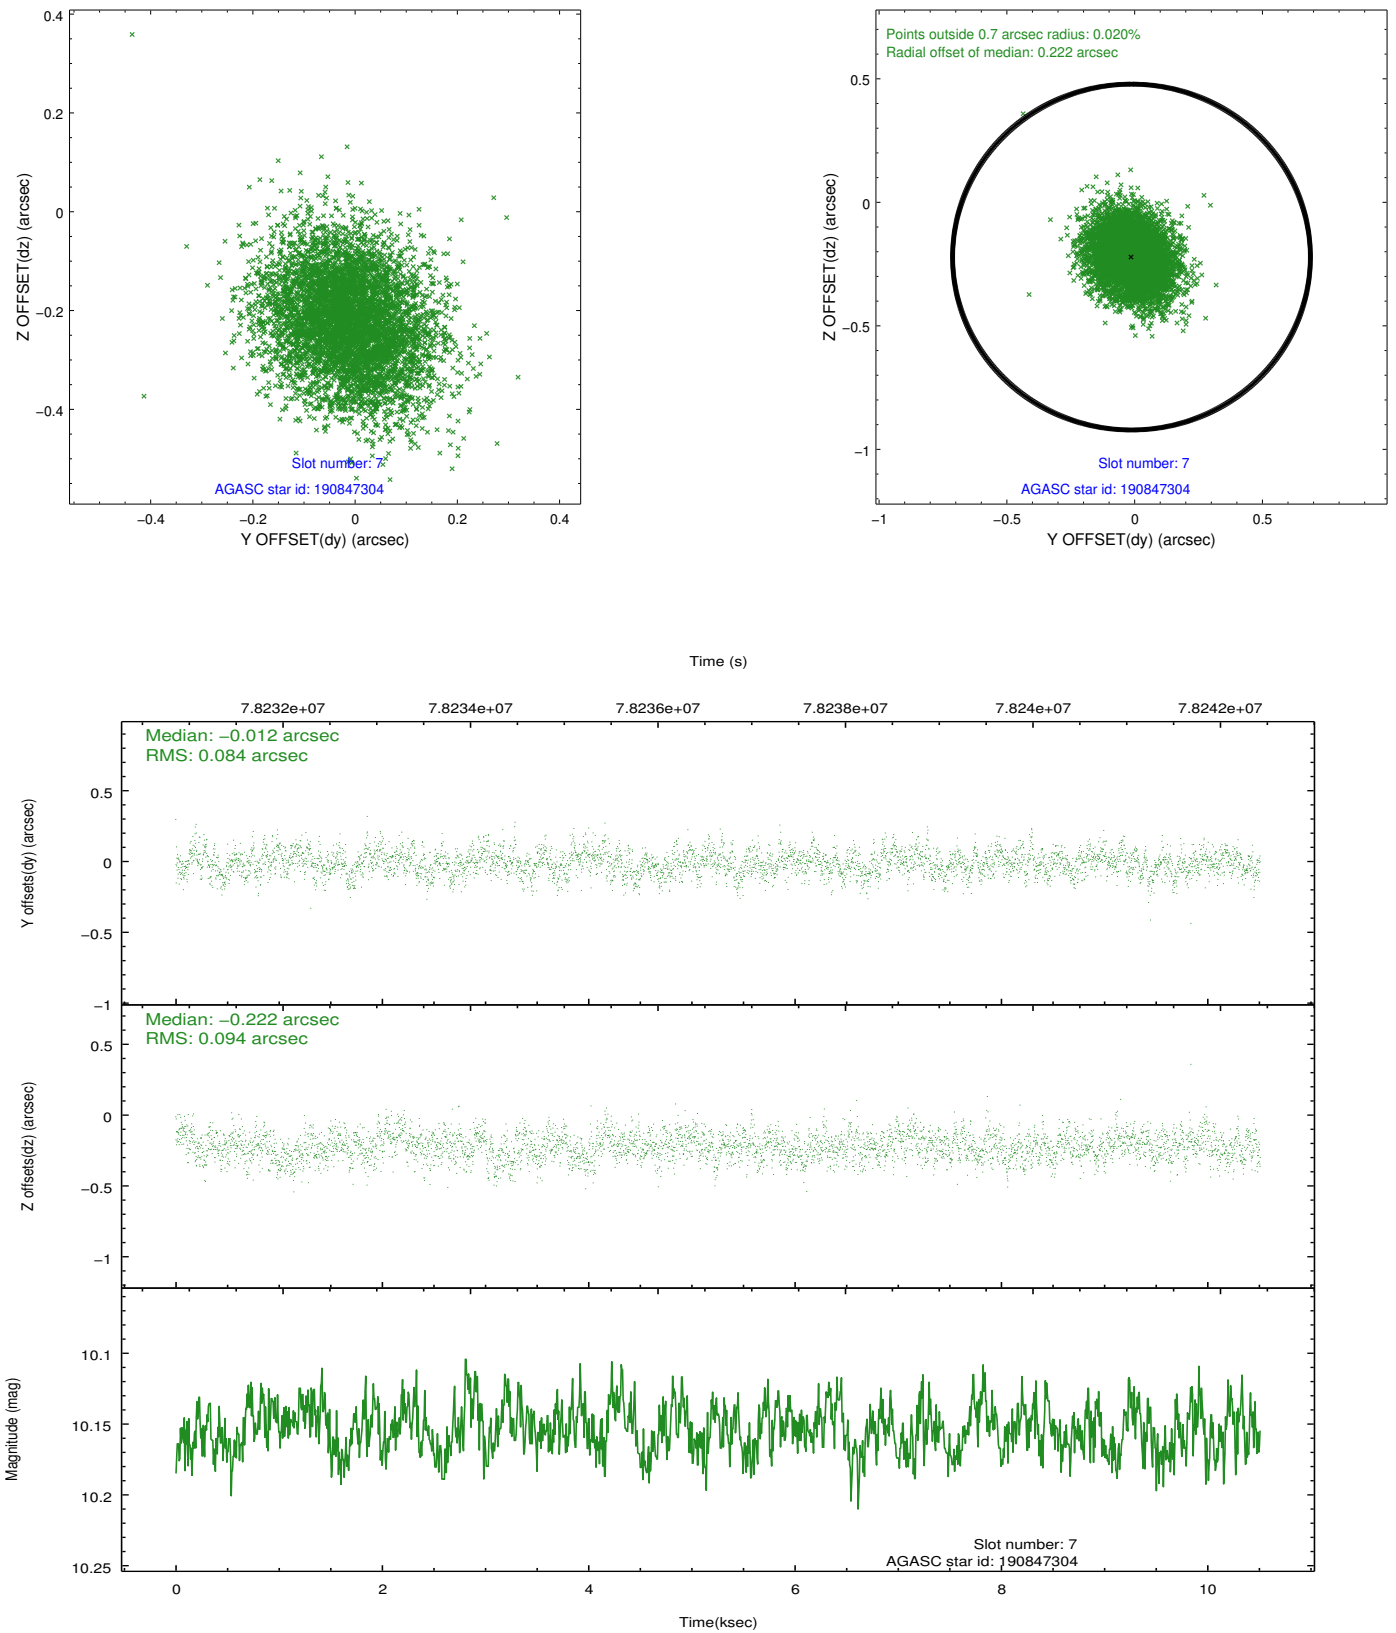 0.4
0.2
0
−0.2
−0.4
Z OFFSET(dz) (arcsec)
Slot number: 7
AGASC star id: 190847304
−0.4
−0.2
0
0.2
0.4
Y OFFSET(dy) (arcsec)
Points outside 0.7 arcsec radius: 0.020%
Radial offset of median: 0.222 arcsec
0.5
0
−0.5
−1
Z OFFSET(dz) (arcsec)
Slot number: 7
AGASC star id: 190847304
−1
−0.5
0
0.5
Y OFFSET(dy) (arcsec)
Time (s)
7.8232e+07
7.8234e+07
7.8236e+07
7.8238e+07
7.824e+07
7.8242e+07
Median: −0.012 arcsec
RMS: 0.084 arcsec
0.5
0
−0.5
−1
Y offsets(dy) (arcsec)
Median: −0.222 arcsec
RMS: 0.094 arcsec
0.5
0
−0.5
−1
Z offsets(dz) (arcsec)
10.1
10.15
10.2
10.25
Magnitude (mag)
Slot number: 7
AGASC star id: 190847304
0
2
4
6
8
10
Time(ksec)